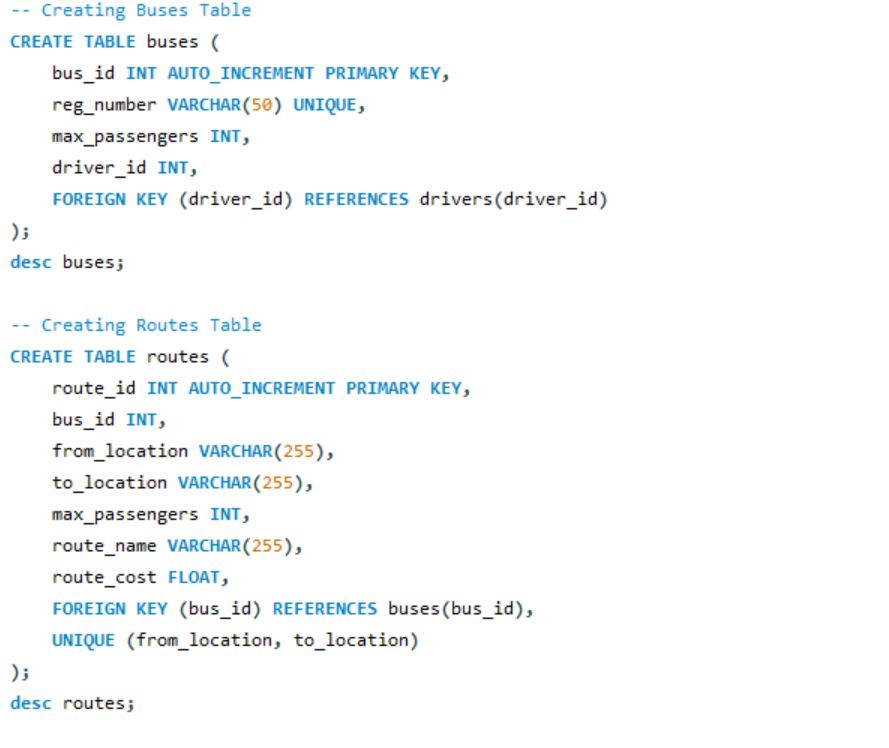 -- Creating Buses Table
CREATE TABLE buses (
    bus_id INT AUTO_INCREMENT PRIMARY KEY,
    reg_number VARCHAR(50) UNIQUE,
    max_passengers INT,
    driver_id INT,
    FOREIGN KEY (driver_id) REFERENCES drivers(driver_id)
);
desc buses;

-- Creating Routes Table
CREATE TABLE routes (
    route_id INT AUTO_INCREMENT PRIMARY KEY,
    bus_id INT,
    from_location VARCHAR(255),
    to_location VARCHAR(255),
    max_passengers INT,
    route_name VARCHAR(255),
    route_cost FLOAT,
    FOREIGN KEY (bus_id) REFERENCES buses(bus_id),
    UNIQUE (from_location, to_location)
);
desc routes;